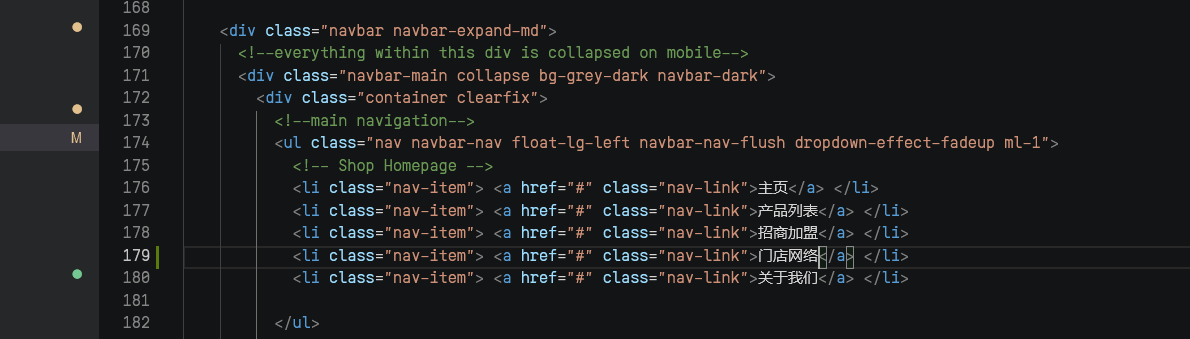 168
169 <div class="navbar navbar-expand-md">
170 <!--everything within this div is collapsed on mobile-->
171 <div class="navbar-main collapse bg-grey-dark navbar-dark">
172 <div class="container clearfix">
173 <!--main navigation-->
174 <ul class="nav navbar-nav float-lg-left navbar-nav-flush dropdown-effect-fadeup ml-1">
175 <!-- Shop Homepage -->
176 <li class="nav-item"> <a href="#" class="nav-link">主页</a> </li>
177 <li class="nav-item"> <a href="#" class="nav-link">产品列表</a> </li>
178 <li class="nav-item"> <a href="#" class="nav-link">招商加盟</a> </li>
M
179 <li class="nav-item"> <a href="#" class="nav-link">门店网络</a> </li>
180 <li class="nav-item"> <a href="#" class="nav-link">关于我们</a> </li>
181
182 </ul>